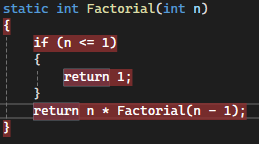 static int Factorial(int n)
{
    if (n <= 1)
    {
        return 1;
    }
    return n * Factorial(n - 1);
}